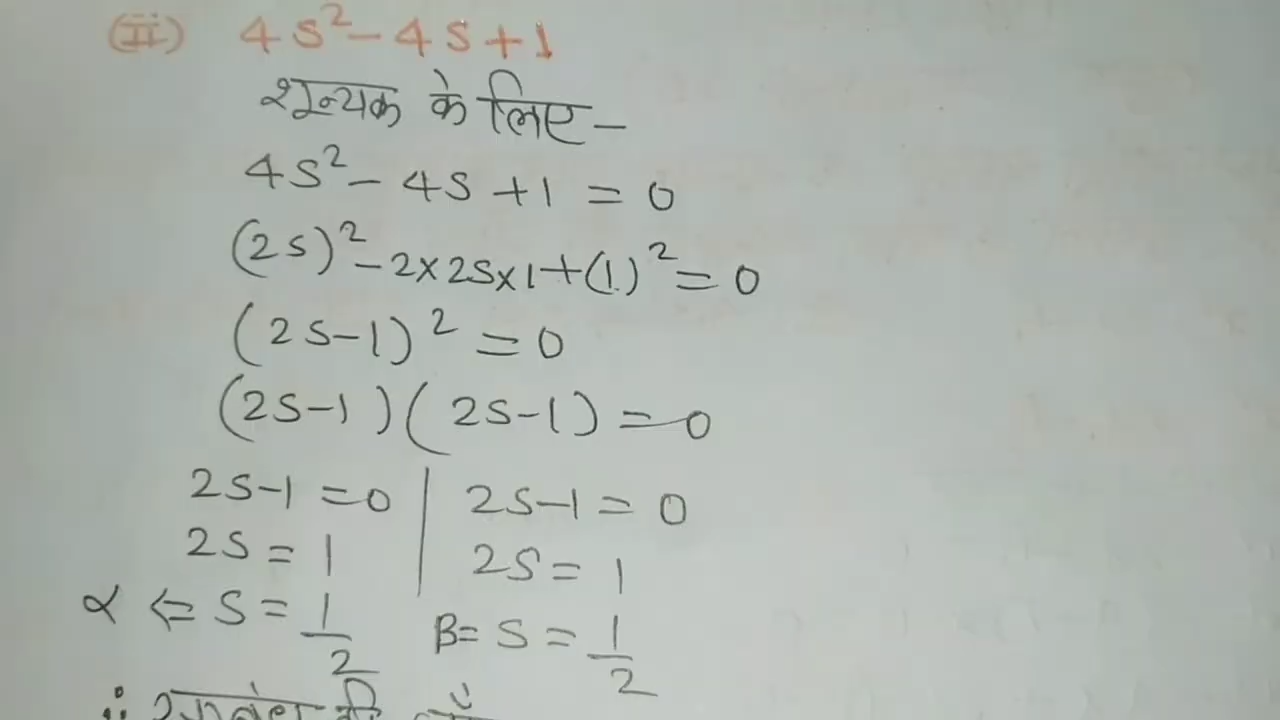 (ii) 4s² - 4s + 1
शून्यक के लिए -
4s² - 4s + 1 = 0
(2s)² - 2×2s×1 + (1)² = 0
(2s-1)² = 0
(2s-1)(2s-1) = 0
2s-1 = 0 | 2s-1 = 0
2s = 1 | 2s = 1
α ⇐ s = 1/2 β = s = 1/2